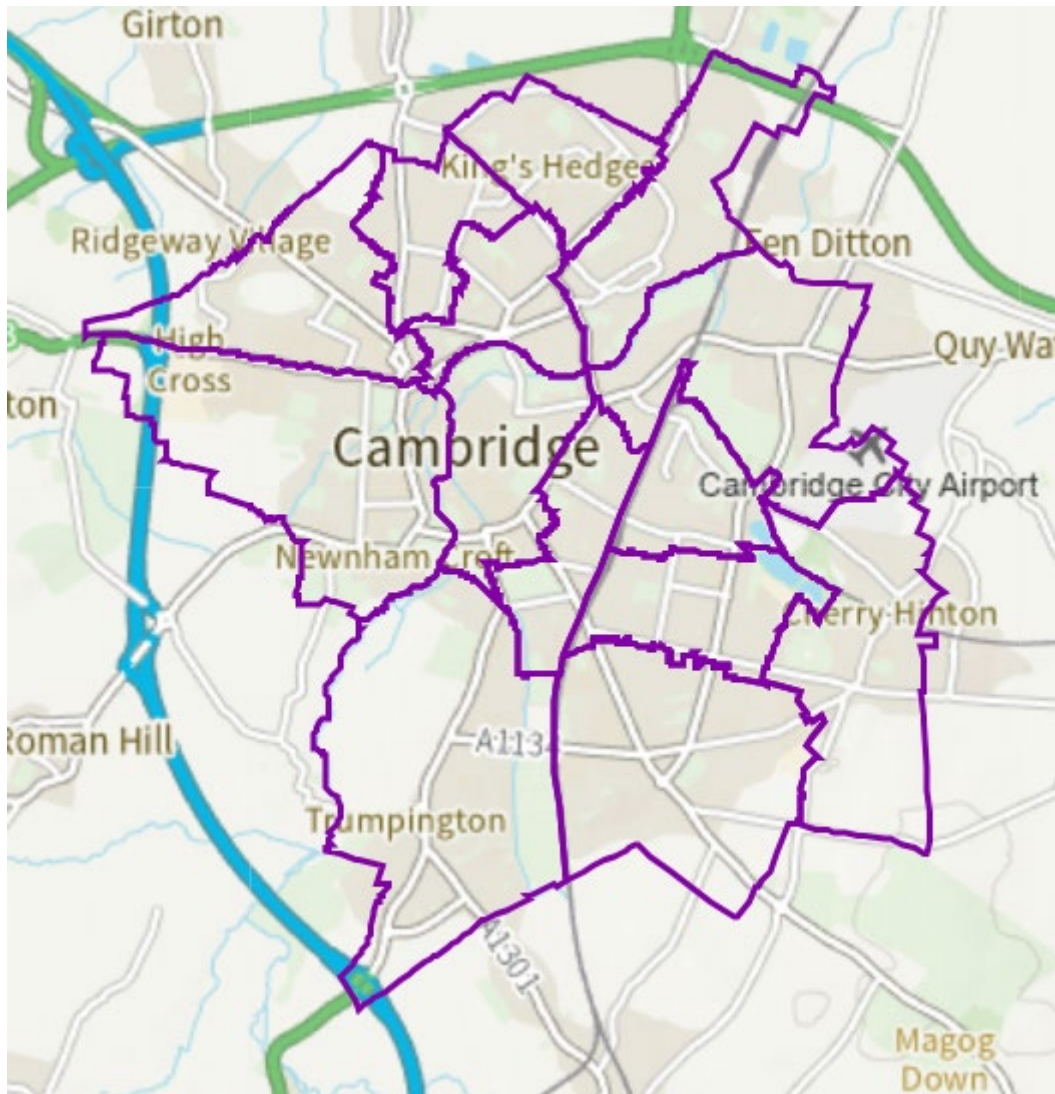 Girton
King's Hedges
Ridgeway Village
Fen Ditton
High
Cross
Quy Wa
ton
Cambridge
Cambridge City Airport
Newnham Croft
Cherry Hinton
Roman Hill
A1134
Trumpington
A1301
Magog
Down